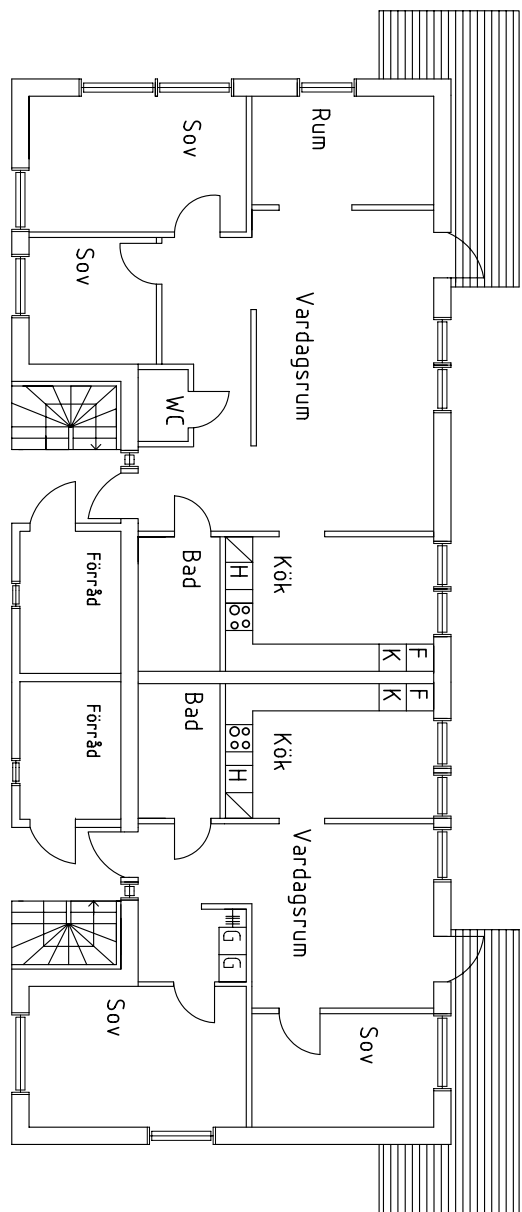 Rum
Sov
Sov
Vardagsrum
WC
Kök
Bad
H
Förråd
F
K
F
K
Kök
Bad
H
Förråd
Vardagsrum
G
G
Sov
Sov